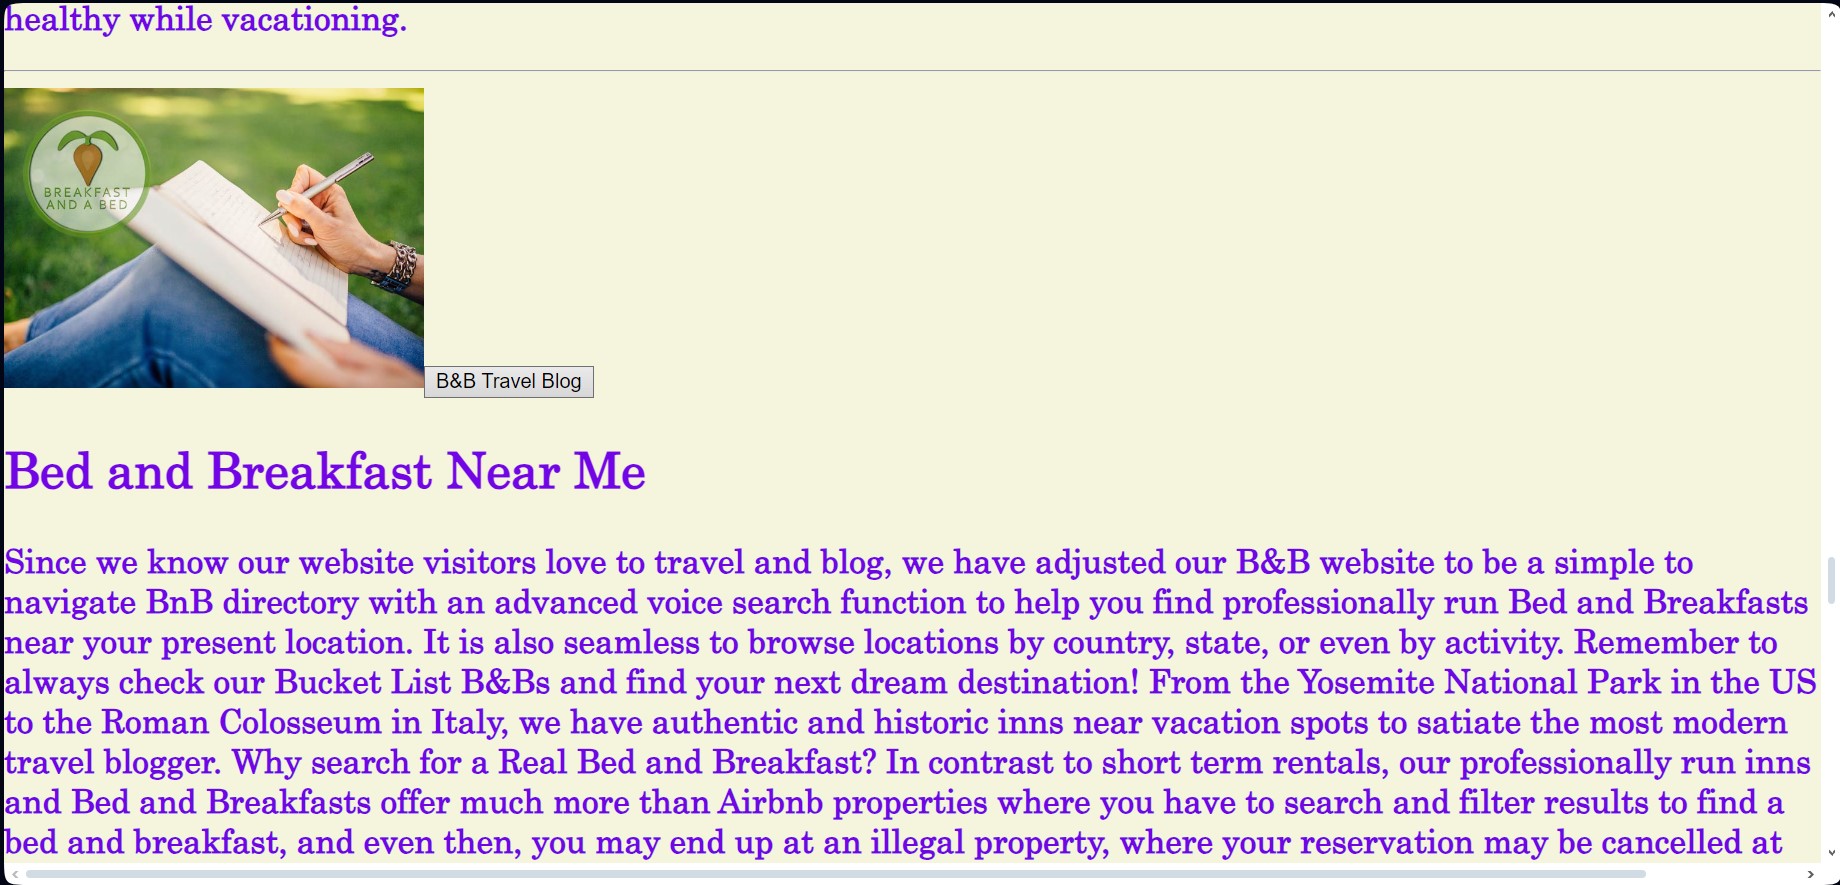 healthy while vacationing.
BREAKFAST
AND A BED
B&B Travel Blog
Bed and Breakfast Near Me
Since we know our website visitors love to travel and blog, we have adjusted our B&B website to be a simple to
navigate BnB directory with an advanced voice search function to help you find professionally run Bed and Breakfasts
near your present location. It is also seamless to browse locations by country, state, or even by activity. Remember to
always check our Bucket List B&Bs and find your next dream destination! From the Yosemite National Park in the US
to the Roman Colosseum in Italy, we have authentic and historic inns near vacation spots to satiate the most modern
travel blogger. Why search for a Real Bed and Breakfast? In contrast to short term rentals, our professionally run inns
and Bed and Breakfasts offer much more than Airbnb properties where you have to search and filter results to find a
bed and breakfast, and even then, you may end up at an illegal property, where your reservation may be cancelled at